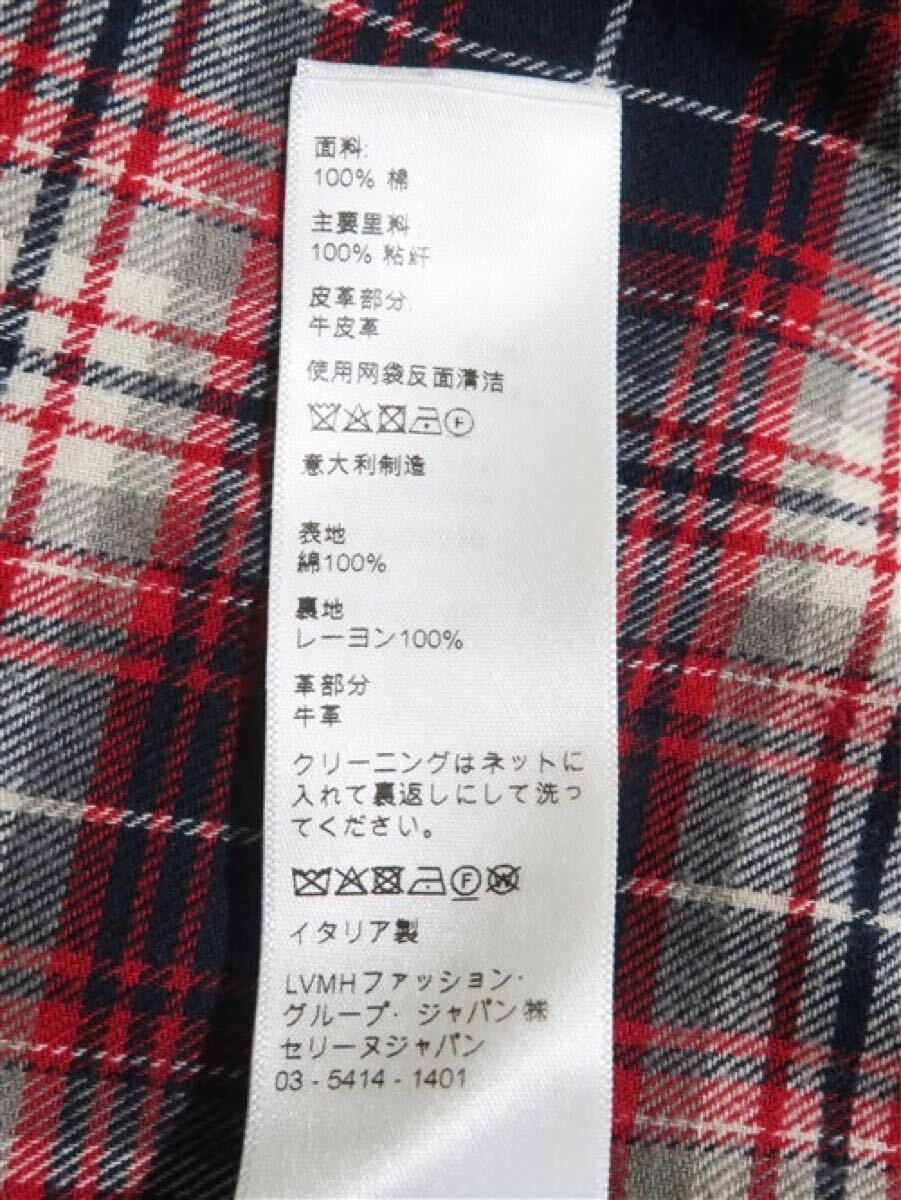 面料:
100% 棉
主要里料:
100% 粘纤
皮革部分:
牛皮革
使用网袋反面清洁
F
意大利制造
表地
綿100%
裏地
レーヨン100%
革部分
牛革
クリーニングはネットに
入れて裏返しにして洗っ
てください。
F W
イタリア製
LVMHファッション・
グループ・ジャパン㈱
セリーヌジャパン
03 - 5414 - 1401